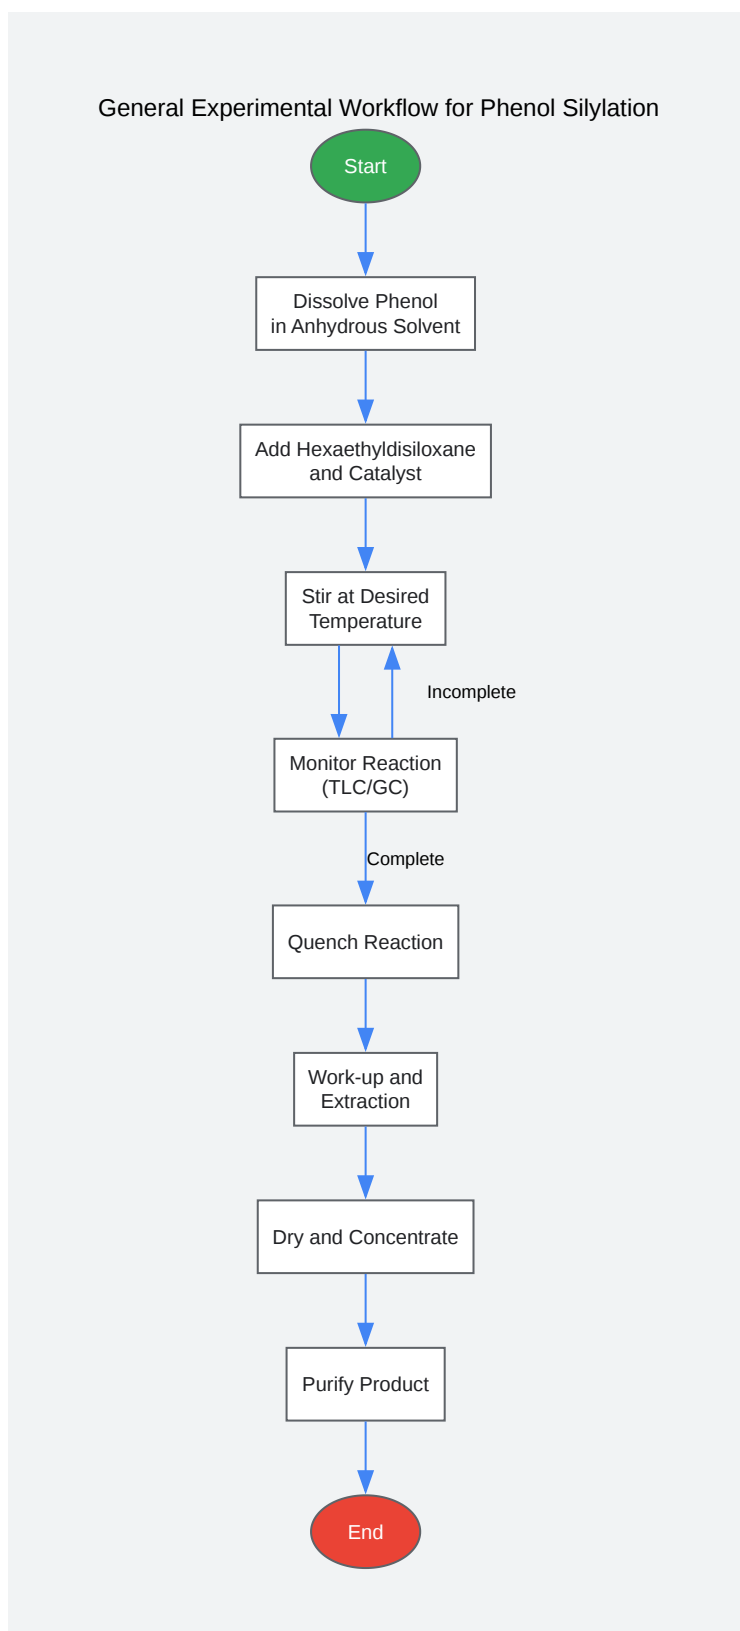 General Experimental Workflow for Phenol Silylation
Start
Dissolve Phenol
in Anhydrous Solvent
Add Hexaethyldisiloxane
and Catalyst
Stir at Desired
Temperature
Incomplete
Monitor Reaction
(TLC/GC)
Complete
Quench Reaction
Work-up and
Extraction
Dry and Concentrate
Purify Product
End